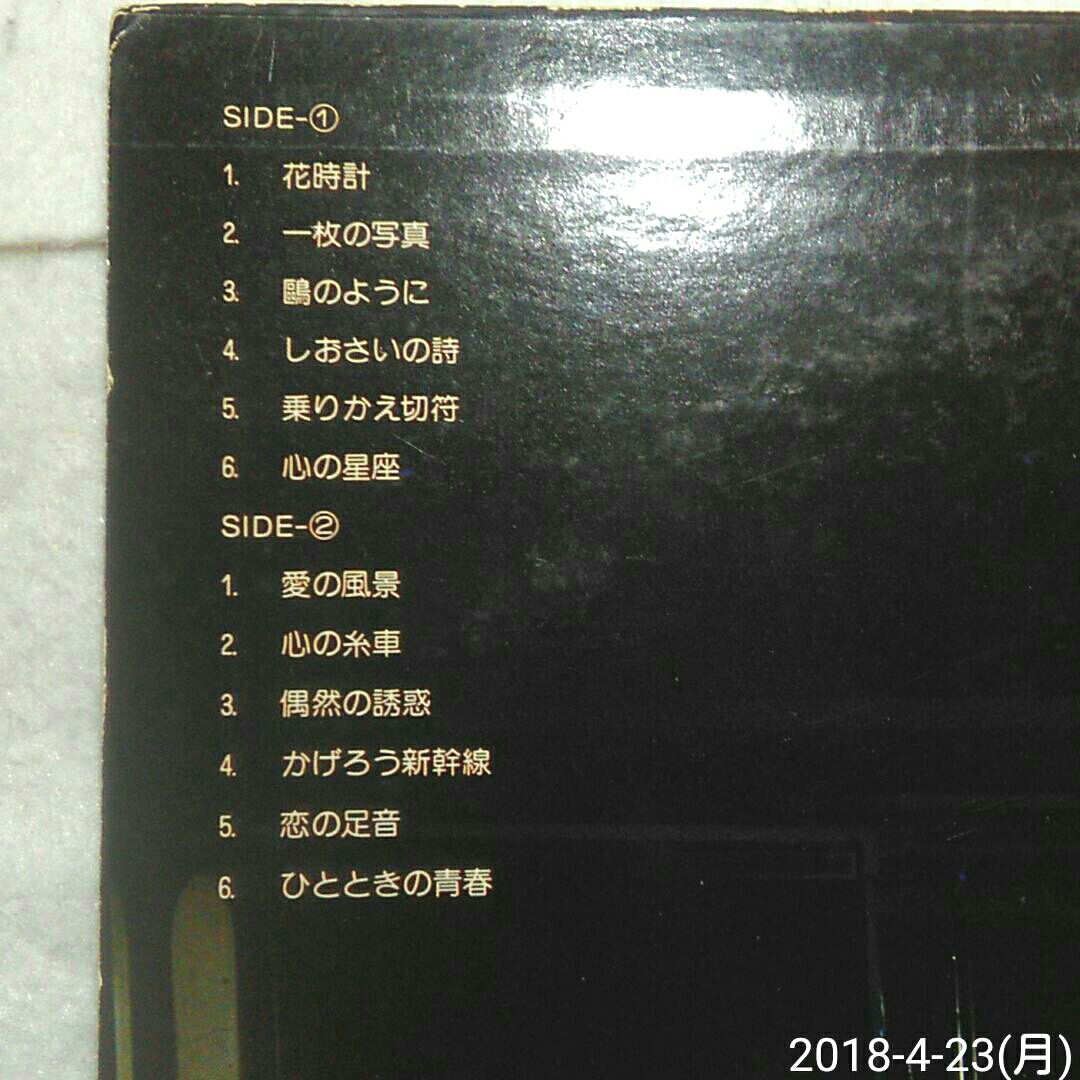 SIDE-①
1. 花時計
2. 一枚の写真
3. 鷗のように
4. しおさいの詩
5. 乗りかえ切符
6. 心の星座
SIDE-②
1. 愛の風景
2. 心の糸車
3. 偶然の誘惑
4. かげろう新幹線
5. 恋の足音
6. ひとときの青春
2018-4-23(月)